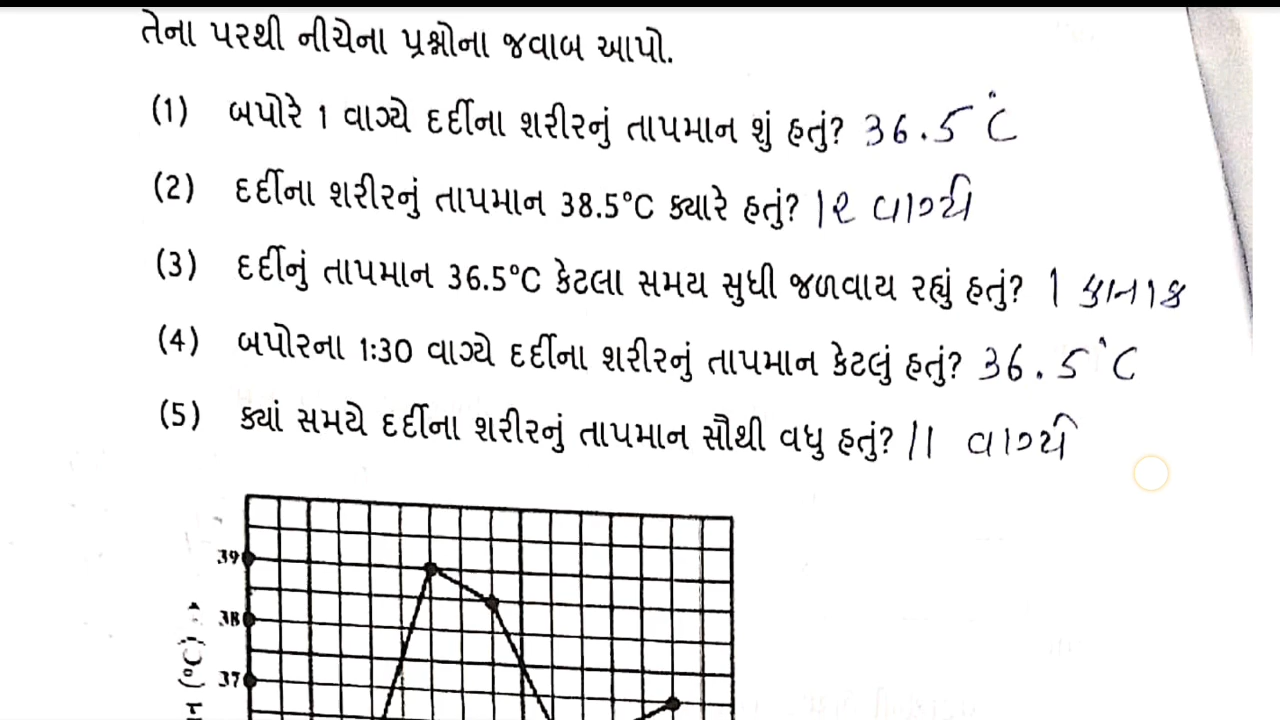 તેના પરથી નીચેના પ્રશ્નોના જવાબ આપો.
(1) બપોરે 1 વાગ્યે દર્દીના શરીરનું તાપમાન શું હતું? 36.5°C
(2) દર્દીના શરીરનું તાપમાન 38.5°C ક્યારે હતું? 1૨ વાગ્યે
(3) દર્દીનું તાપમાન 36.5°C કેટલા સમય સુધી જળવાય રહ્યું હતું? 1 કલાક
(4) બપોરના 1:30 વાગ્યે દર્દીના શરીરનું તાપમાન કેટલું હતું? 36.5°C
(5) ક્યાં સમયે દર્દીના શરીરનું તાપમાન સૌથી વધુ હતું? 11 વાગ્યે
39
38
37
(°C)